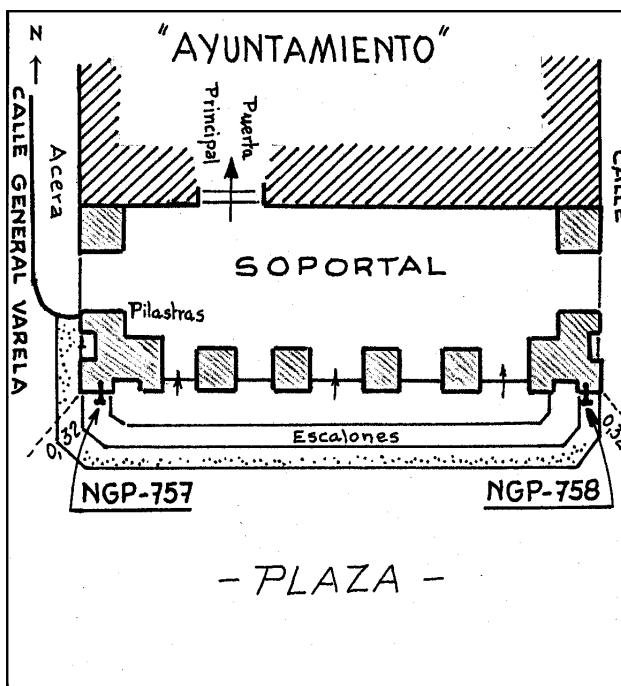 N
"AYUNTAMIENTO"
CALLE GENERAL VARELA
Acera
Puerta
Principal
CALLE
SOPORTAL
Pilastras
Escalones
0,32
0,32
NGP-757
NGP-758
- PLAZA -